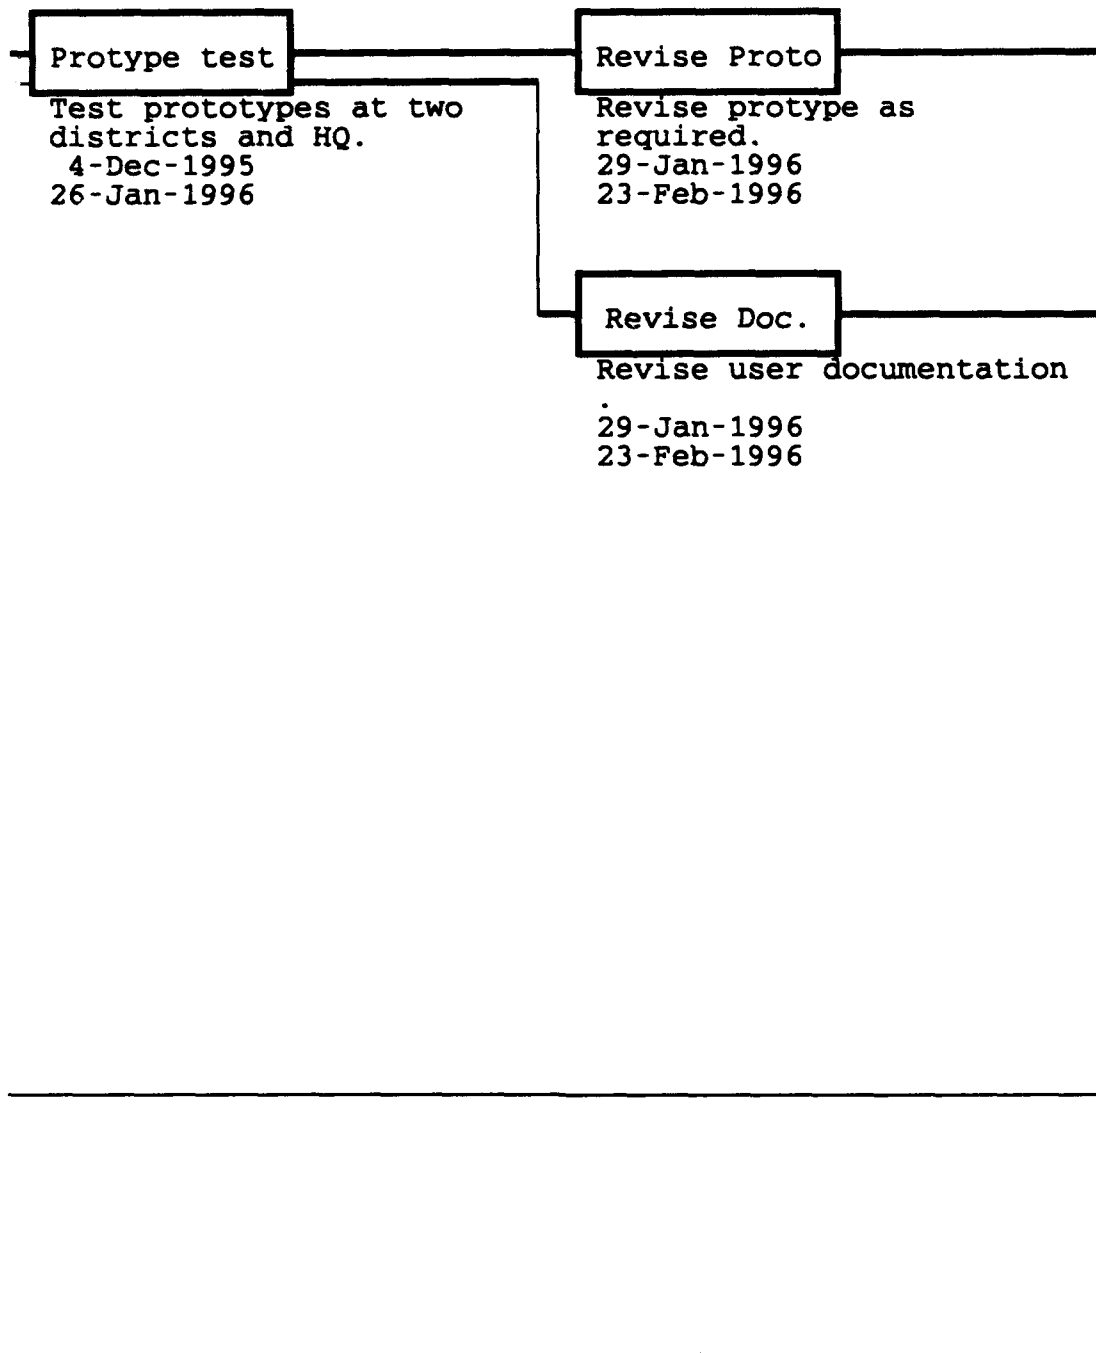 Protype test
Test prototypes at two
districts and HQ.
4-Dec-1995
26-Jan-1996
Revise Proto
Revise protype as
required.
29-Jan-1996
23-Feb-1996
Revise Doc.
Revise user documentation
.
29-Jan-1996
23-Feb-1996